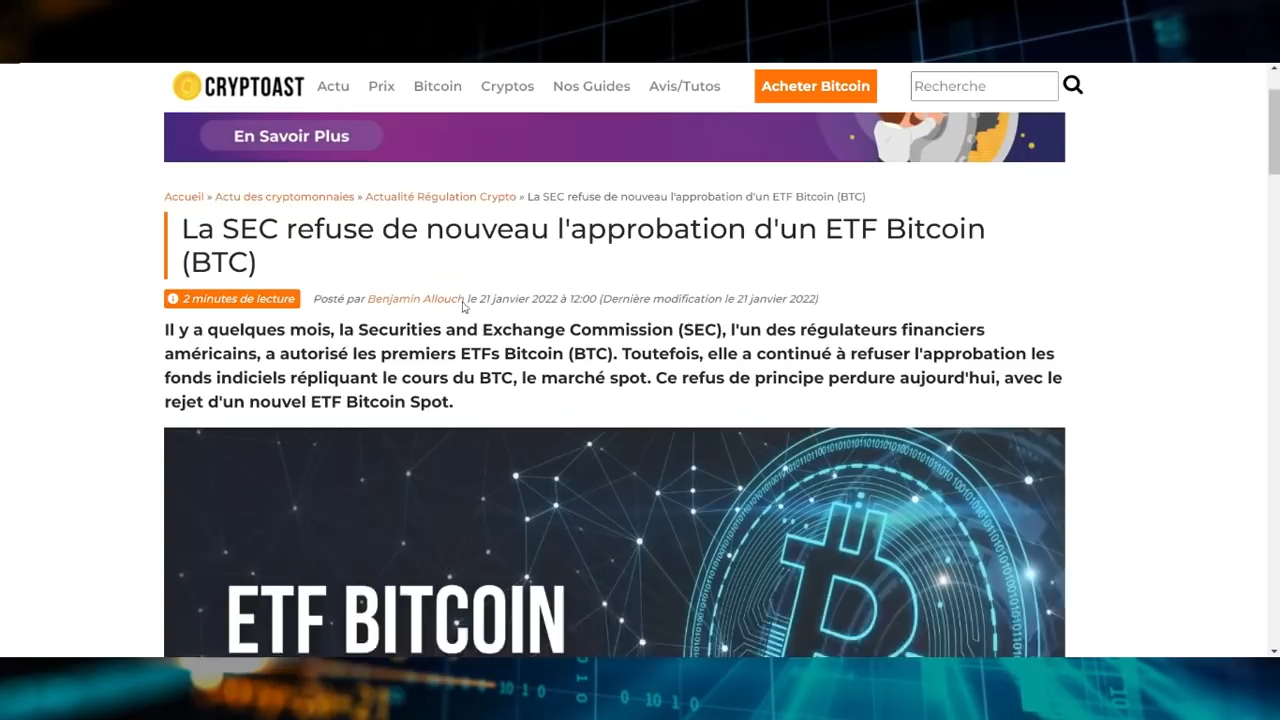 CRYPTOAST Actu Prix Bitcoin Cryptos Nos Guides Avis/Tutos Acheter Bitcoin Recherche
En Savoir Plus
Accueil » Actu des cryptomonnaies » Actualité Régulation Crypto » La SEC refuse de nouveau l'approbation d'un ETF Bitcoin (BTC)
La SEC refuse de nouveau l'approbation d'un ETF Bitcoin
(BTC)
2 minutes de lecture Posté par Benjamin Allouch le 21 janvier 2022 à 12:00 (Dernière modification le 21 janvier 2022)
Il y a quelques mois, la Securities and Exchange Commission (SEC), l'un des régulateurs financiers
américains, a autorisé les premiers ETFs Bitcoin (BTC). Toutefois, elle a continué à refuser l'approbation les
fonds indiciels répliquant le cours du BTC, le marché spot. Ce refus de principe perdure aujourd'hui, avec le
rejet d'un nouvel ETF Bitcoin Spot.
ETF BITCOIN